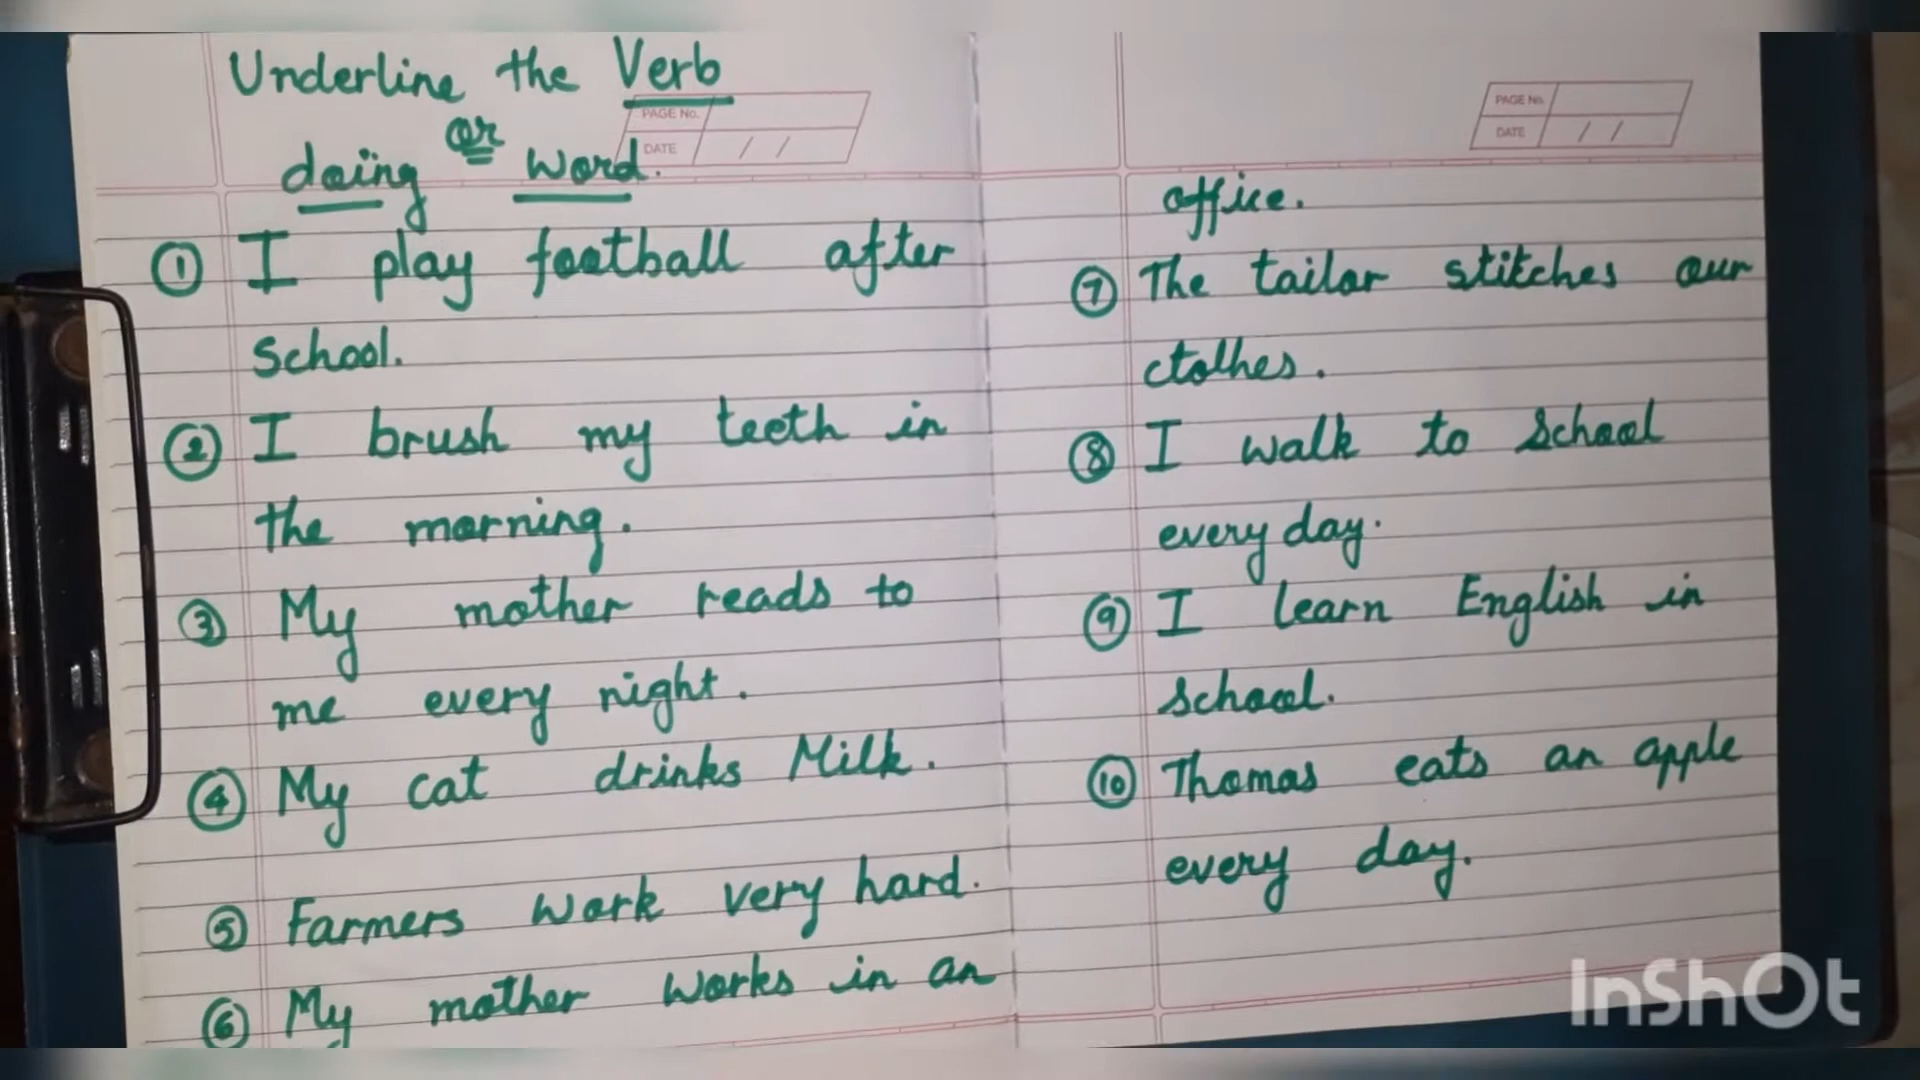 Underline the Verb
or
doing word.
PAGE No.
DATE / /
① I play football after
School.
② I brush my teeth in
the morning.
③ My mother reads to
me every night.
④ My cat drinks Milk.
⑤ Farmers work very hard.
⑥ My mother works in an
PAGE No.
DATE / /
office.
⑦ The tailor stitches our
ctolhes.
⑧ I walk to School
every day.
⑨ I learn English in
school.
⑩ Thomas eats an apple
every day.
InShOt